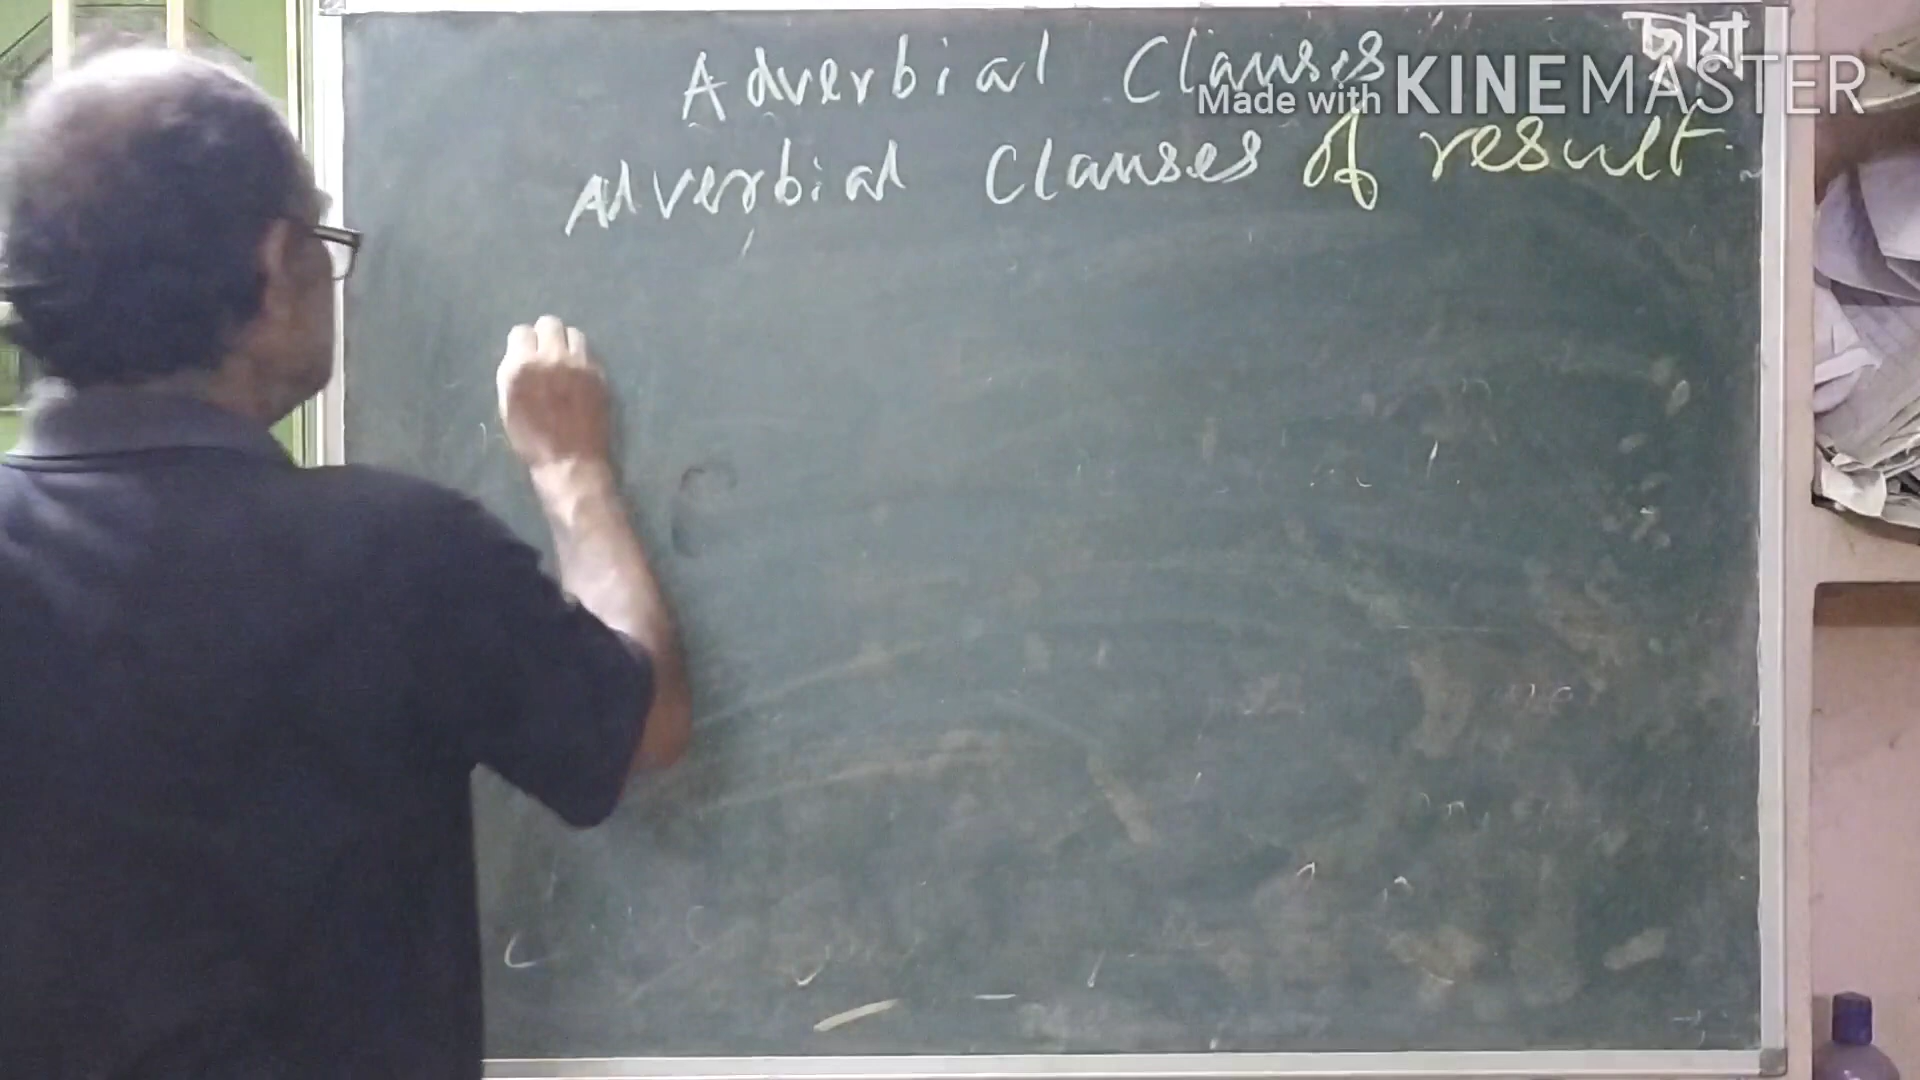 Adverbial Clauses
ছায়া
Made with KINEMASTER
Adverbial Clauses of result